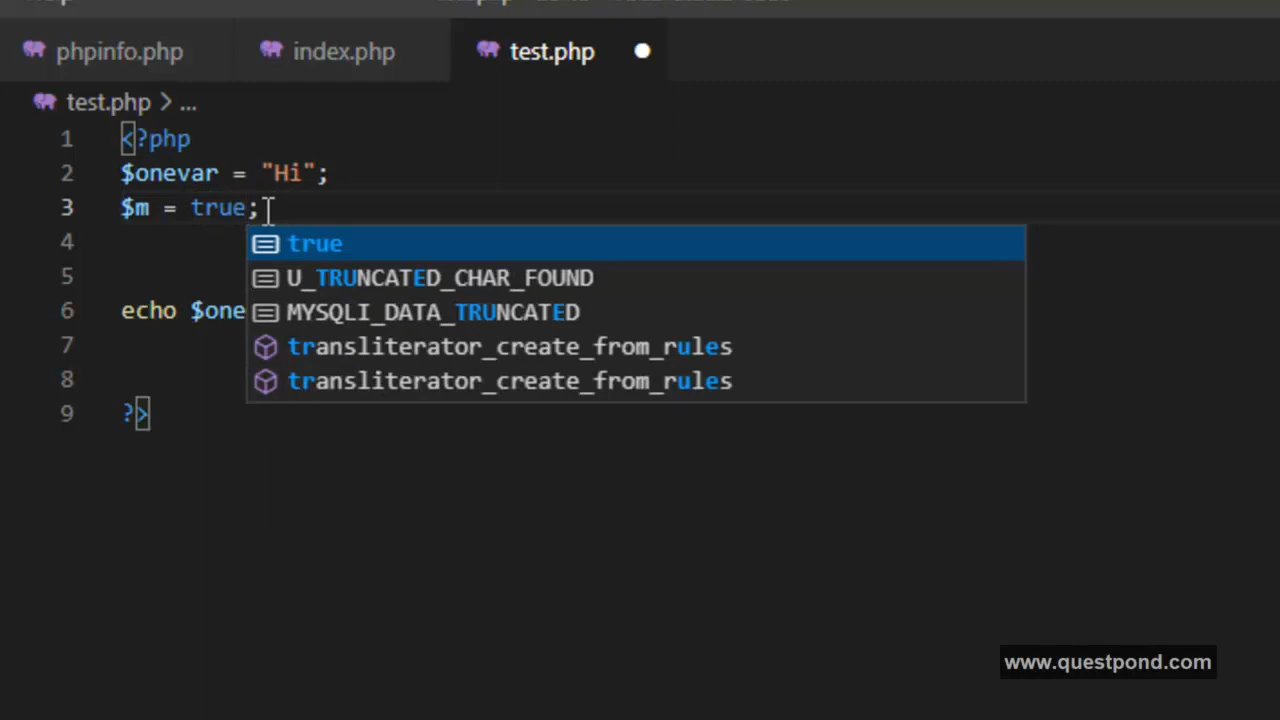 phpinfo.php
index.php
test.php
test.php > ...
1 <?php
2 $onevar = "Hi";
3 $m = true;
4
5
6 echo $one
7
8
9 ?>
true
U_TRUNCATED_CHAR_FOUND
MYSQLI_DATA_TRUNCATED
transliterator_create_from_rules
transliterator_create_from_rules
www.questpond.com